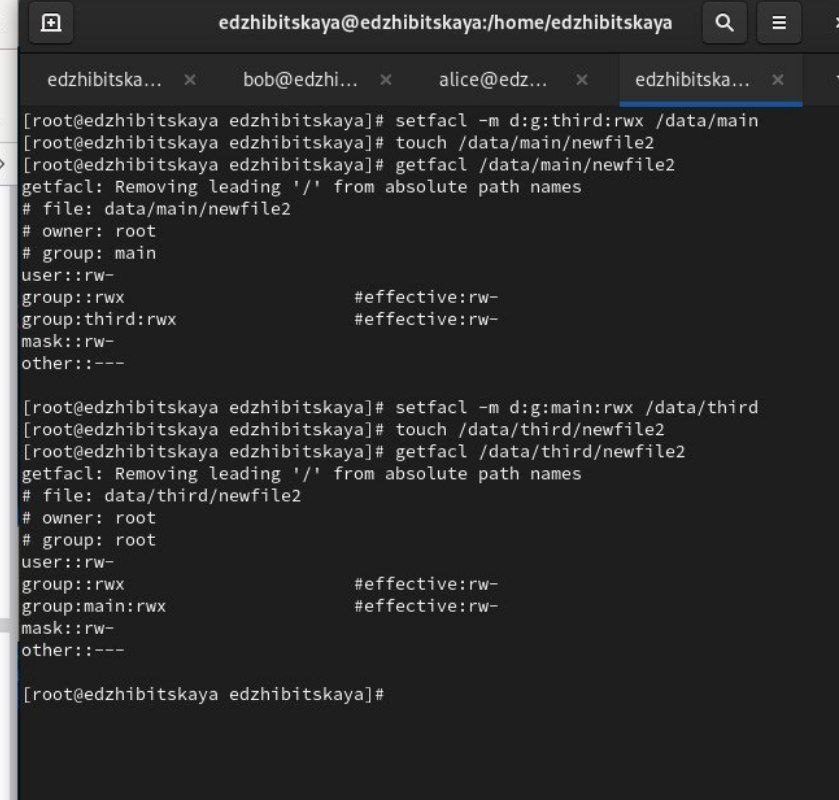 edzhibitskaya@edzhibitskaya:/home/edzhibitskaya
edzhibitska... × bob@edzhi... × alice@edz... × edzhibitska... ×
[root@edzhibitskaya edzhibitskaya]# setfacl -m d:g:third:rwx /data/main
[root@edzhibitskaya edzhibitskaya]# touch /data/main/newfile2
[root@edzhibitskaya edzhibitskaya]# getfacl /data/main/newfile2
getfacl: Removing leading '/' from absolute path names
# file: data/main/newfile2
# owner: root
# group: main
user::rw-
group::rwx #effective:rw-
group:third:rwx #effective:rw-
mask::rw-
other::---
[root@edzhibitskaya edzhibitskaya]# setfacl -m d:g:main:rwx /data/third
[root@edzhibitskaya edzhibitskaya]# touch /data/third/newfile2
[root@edzhibitskaya edzhibitskaya]# getfacl /data/third/newfile2
getfacl: Removing leading '/' from absolute path names
# file: data/third/newfile2
# owner: root
# group: root
user::rw-
group::rwx #effective:rw-
group:main:rwx #effective:rw-
mask::rw-
other::---
[root@edzhibitskaya edzhibitskaya]#